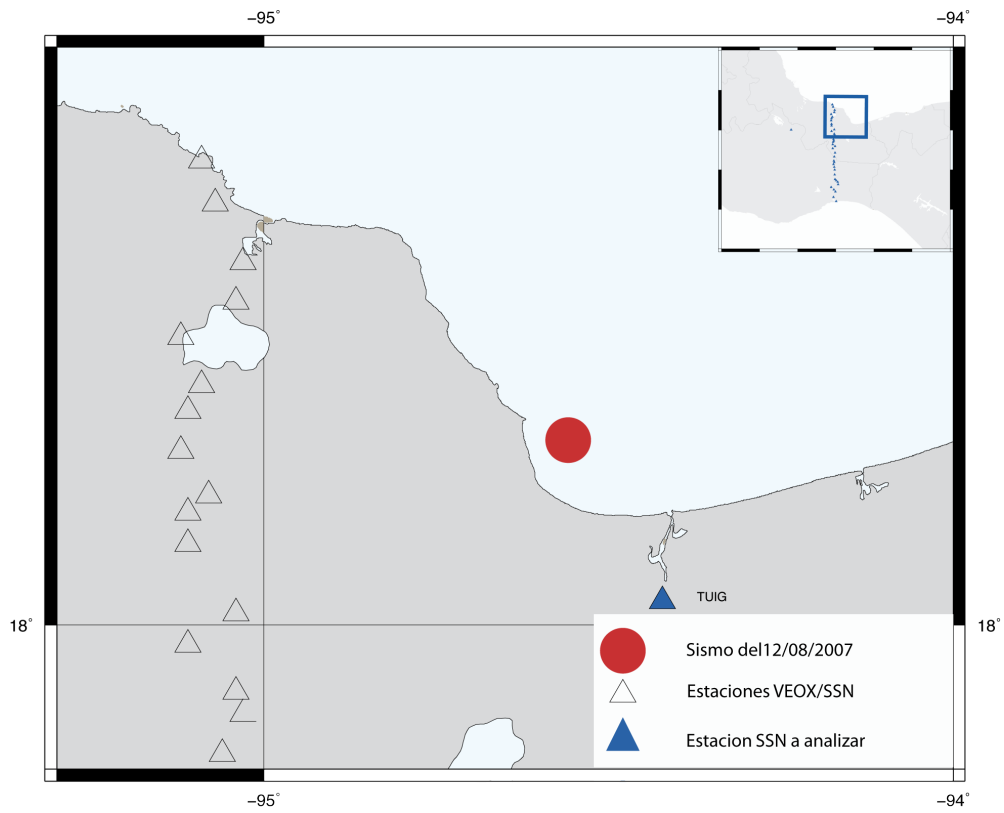 −95°
−94°
TUIG
18°
18°
Sismo del12/08/2007
Estaciones VEOX/SSN
Estacion SSN a analizar
−95°
−94°